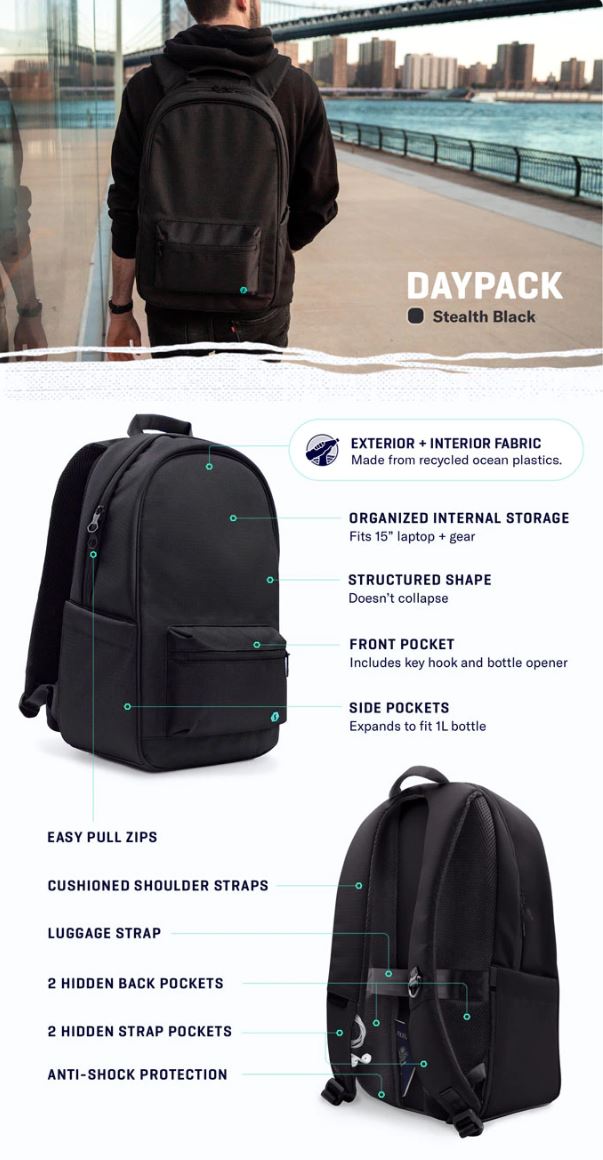 DAYPACK
Stealth Black
EXTERIOR + INTERIOR FABRIC
Made from recycled ocean plastics.
ORGANIZED INTERNAL STORAGE
Fits 15" laptop + gear
STRUCTURED SHAPE
Doesn't collapse
FRONT POCKET
Includes key hook and bottle opener
SIDE POCKETS
Expands to fit 1L bottle
EASY PULL ZIPS
CUSHIONED SHOULDER STRAPS
LUGGAGE STRAP
2 HIDDEN BACK POCKETS
2 HIDDEN STRAP POCKETS
ANTI-SHOCK PROTECTION